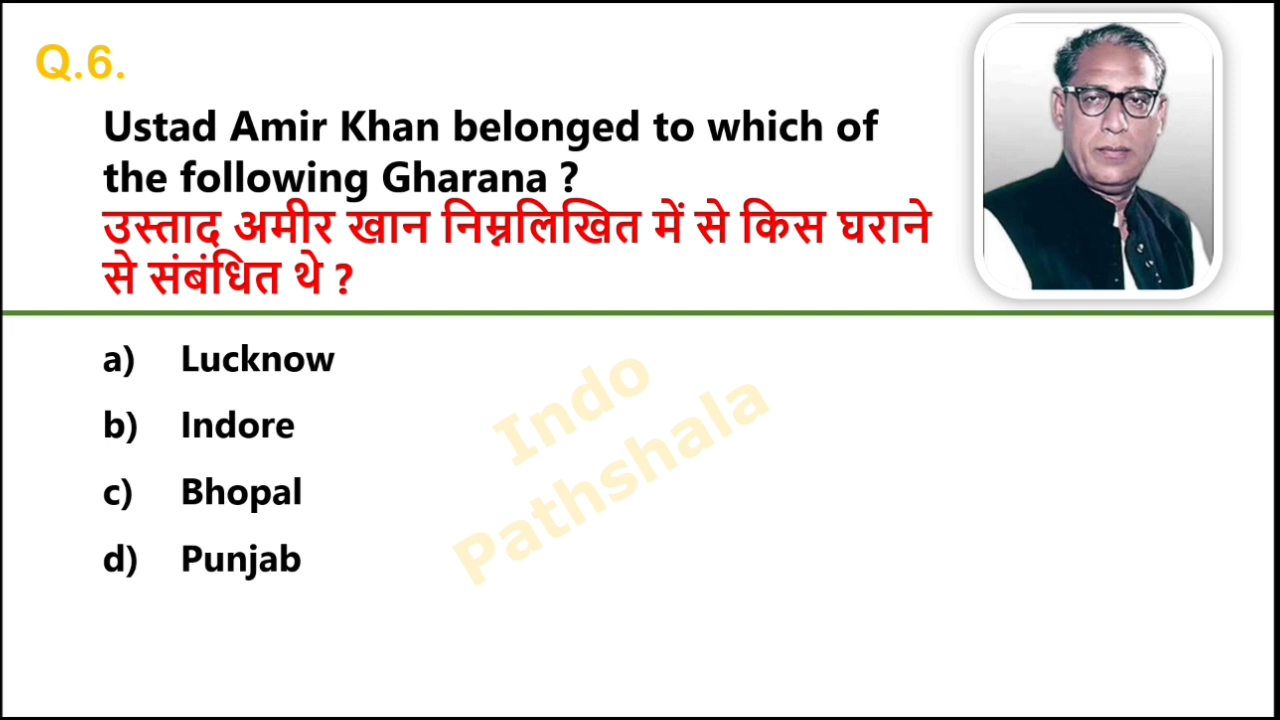 Q.6.
Ustad Amir Khan belonged to which of
the following Gharana ?
उस्ताद अमीर खान निम्नलिखित में से किस घराने
से संबंधित थे ?
a) Lucknow
b) Indore
c) Bhopal
d) Punjab
Indo
Pathshala